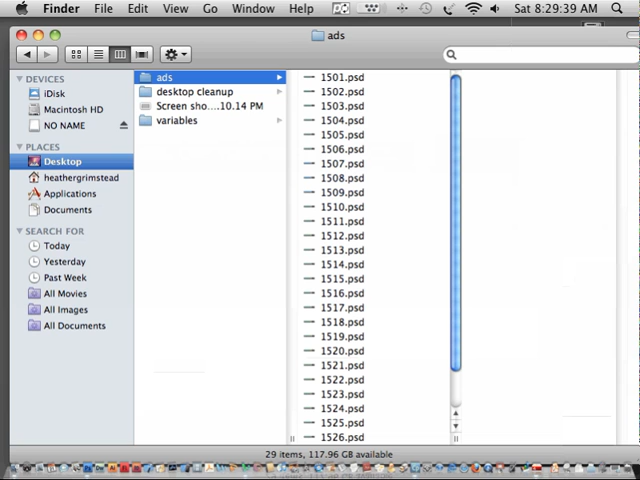 Finder File Edit View Go Window Help Sat 8:29:39 AM
ads
DEVICES
iDisk
Macintosh HD
NO NAME
PLACES
Desktop
heathergrimstead
Applications
Documents
SEARCH FOR
Today
Yesterday
Past Week
All Movies
All Images
All Documents
ads
desktop cleanup
Screen sho....10.14 PM
variables
1501.psd
1502.psd
1503.psd
1504.psd
1505.psd
1506.psd
1507.psd
1508.psd
1509.psd
1510.psd
1511.psd
1512.psd
1513.psd
1514.psd
1515.psd
1516.psd
1517.psd
1518.psd
1519.psd
1520.psd
1521.psd
1522.psd
1523.psd
1524.psd
1525.psd
1526.psd
29 items, 117.96 GB available